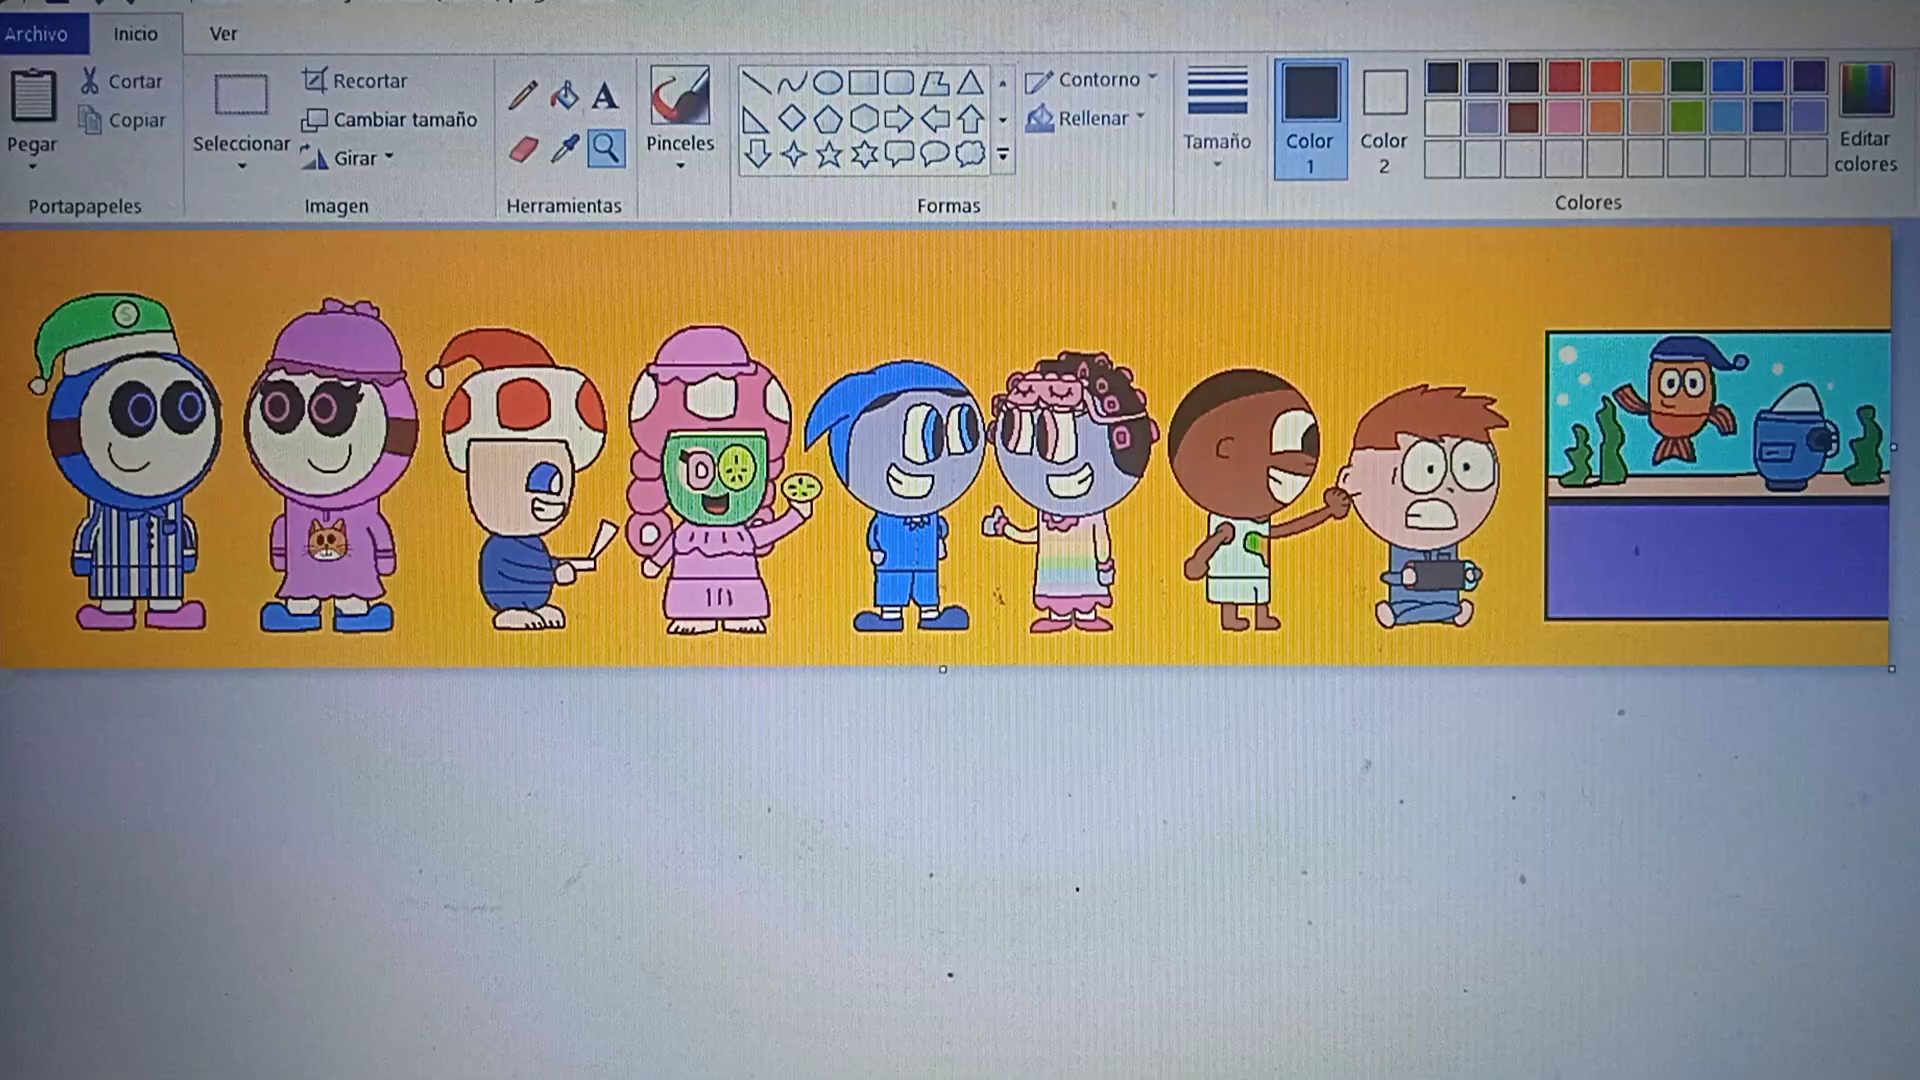 Archivo Inicio Ver
Pegar
Cortar
Copiar
Portapapeles
Seleccionar
Recortar
Cambiar tamaño
Girar
Imagen
A
Herramientas
Pinceles
Formas
Contorno
Rellenar
Tamaño
Color
1
Color
2
Colores
Editar
colores
S